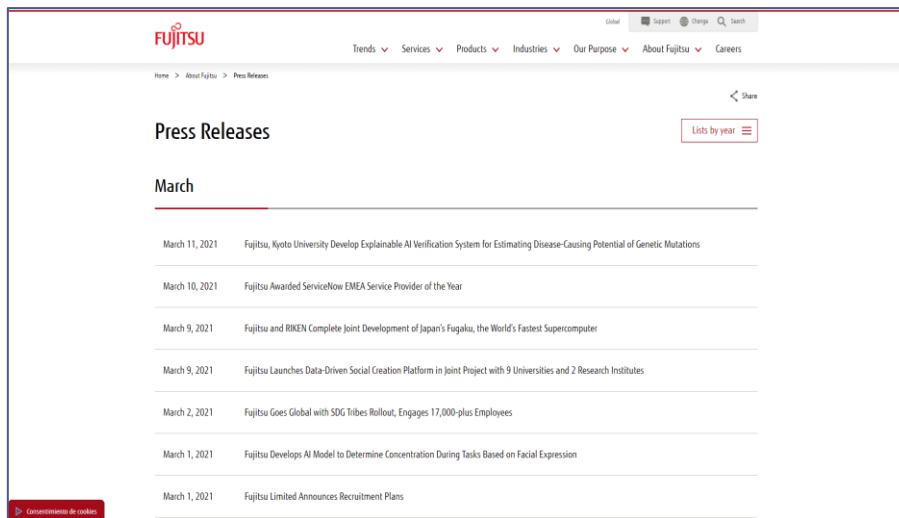 Global Support Change Search
FUJITSU
Trends Services Products Industries Our Purpose About Fujitsu Careers
Home > About Fujitsu > Press Releases
Share
Press Releases
Lists by year
March
March 11, 2021 Fujitsu, Kyoto University Develop Explainable AI Verification System for Estimating Disease-Causing Potential of Genetic Mutations
March 10, 2021 Fujitsu Awarded ServiceNow EMEA Service Provider of the Year
March 9, 2021 Fujitsu and RIKEN Complete Joint Development of Japan's Fugaku, the World's Fastest Supercomputer
March 9, 2021 Fujitsu Launches Data-Driven Social Creation Platform in Joint Project with 9 Universities and 2 Research Institutes
March 2, 2021 Fujitsu Goes Global with SDG Tribes Rollout, Engages 17,000-plus Employees
March 1, 2021 Fujitsu Develops AI Model to Determine Concentration During Tasks Based on Facial Expression
March 1, 2021 Fujitsu Limited Announces Recruitment Plans
Consentimiento de cookies